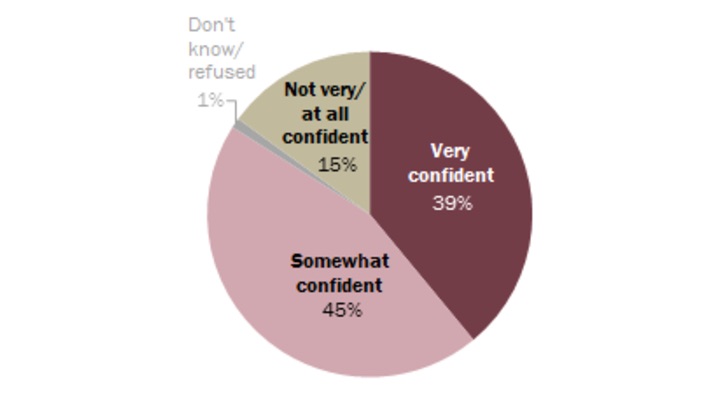 Don't
know/
refused
1%
Not very/
at all
confident
15%
Very
confident
39%
Somewhat
confident
45%